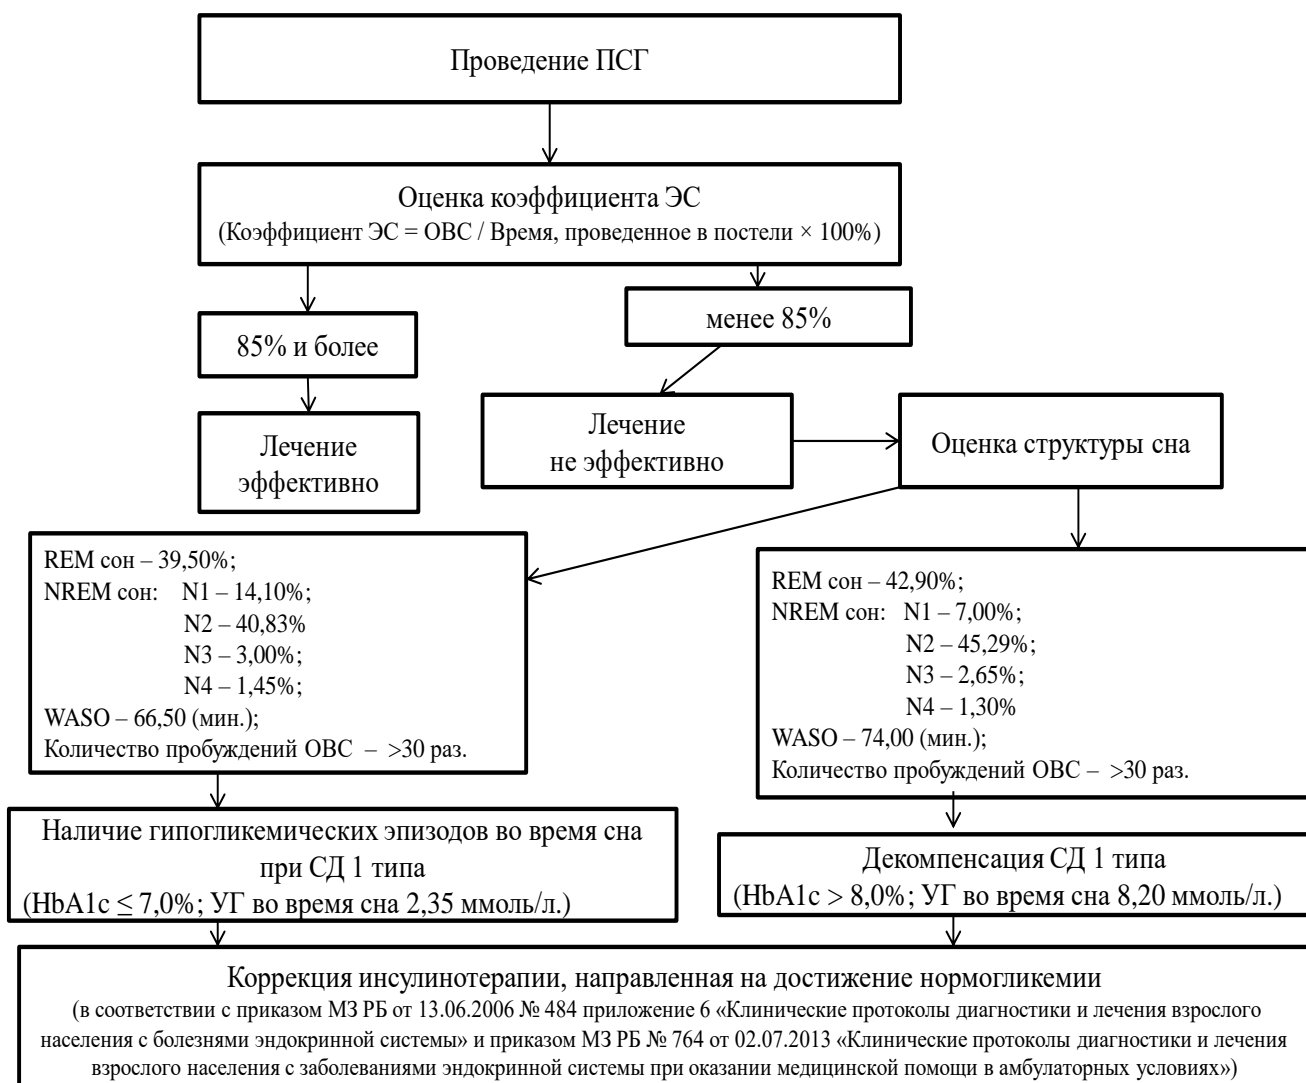 Проведение ПСГ
Оценка коэффициента ЭС
(Коэффициент ЭС = ОВС / Время, проведенное в постели × 100%)
85% и более
менее 85%
Лечение
эффективно
Лечение
не эффективно
Оценка структуры сна
REM сон – 39,50%;
NREM сон: N1 – 14,10%;
N2 – 40,83%
N3 – 3,00%;
N4 – 1,45%;
WASO – 66,50 (мин.);
Количество пробуждений ОВС – >30 раз.
REM сон – 42,90%;
NREM сон: N1 – 7,00%;
N2 – 45,29%;
N3 – 2,65%;
N4 – 1,30%
WASO – 74,00 (мин.);
Количество пробуждений ОВС – >30 раз.
Наличие гипогликемических эпизодов во время сна
при СД 1 типа
(HbA1c ≤ 7,0%; УГ во время сна 2,35 ммоль/л.)
Декомпенсация СД 1 типа
(HbA1c > 8,0%; УГ во время сна 8,20 ммоль/л.)
Коррекция инсулинотерапии, направленная на достижение нормогликемии
(в соответствии с приказом МЗ РБ от 13.06.2006 № 484 приложение 6 «Клинические протоколы диагностики и лечения взрослого
населения с болезнями эндокринной системы» и приказом МЗ РБ № 764 от 02.07.2013 «Клинические протоколы диагностики и лечения
взрослого населения с заболеваниями эндокринной системы при оказании медицинской помощи в амбулаторных условиях»)